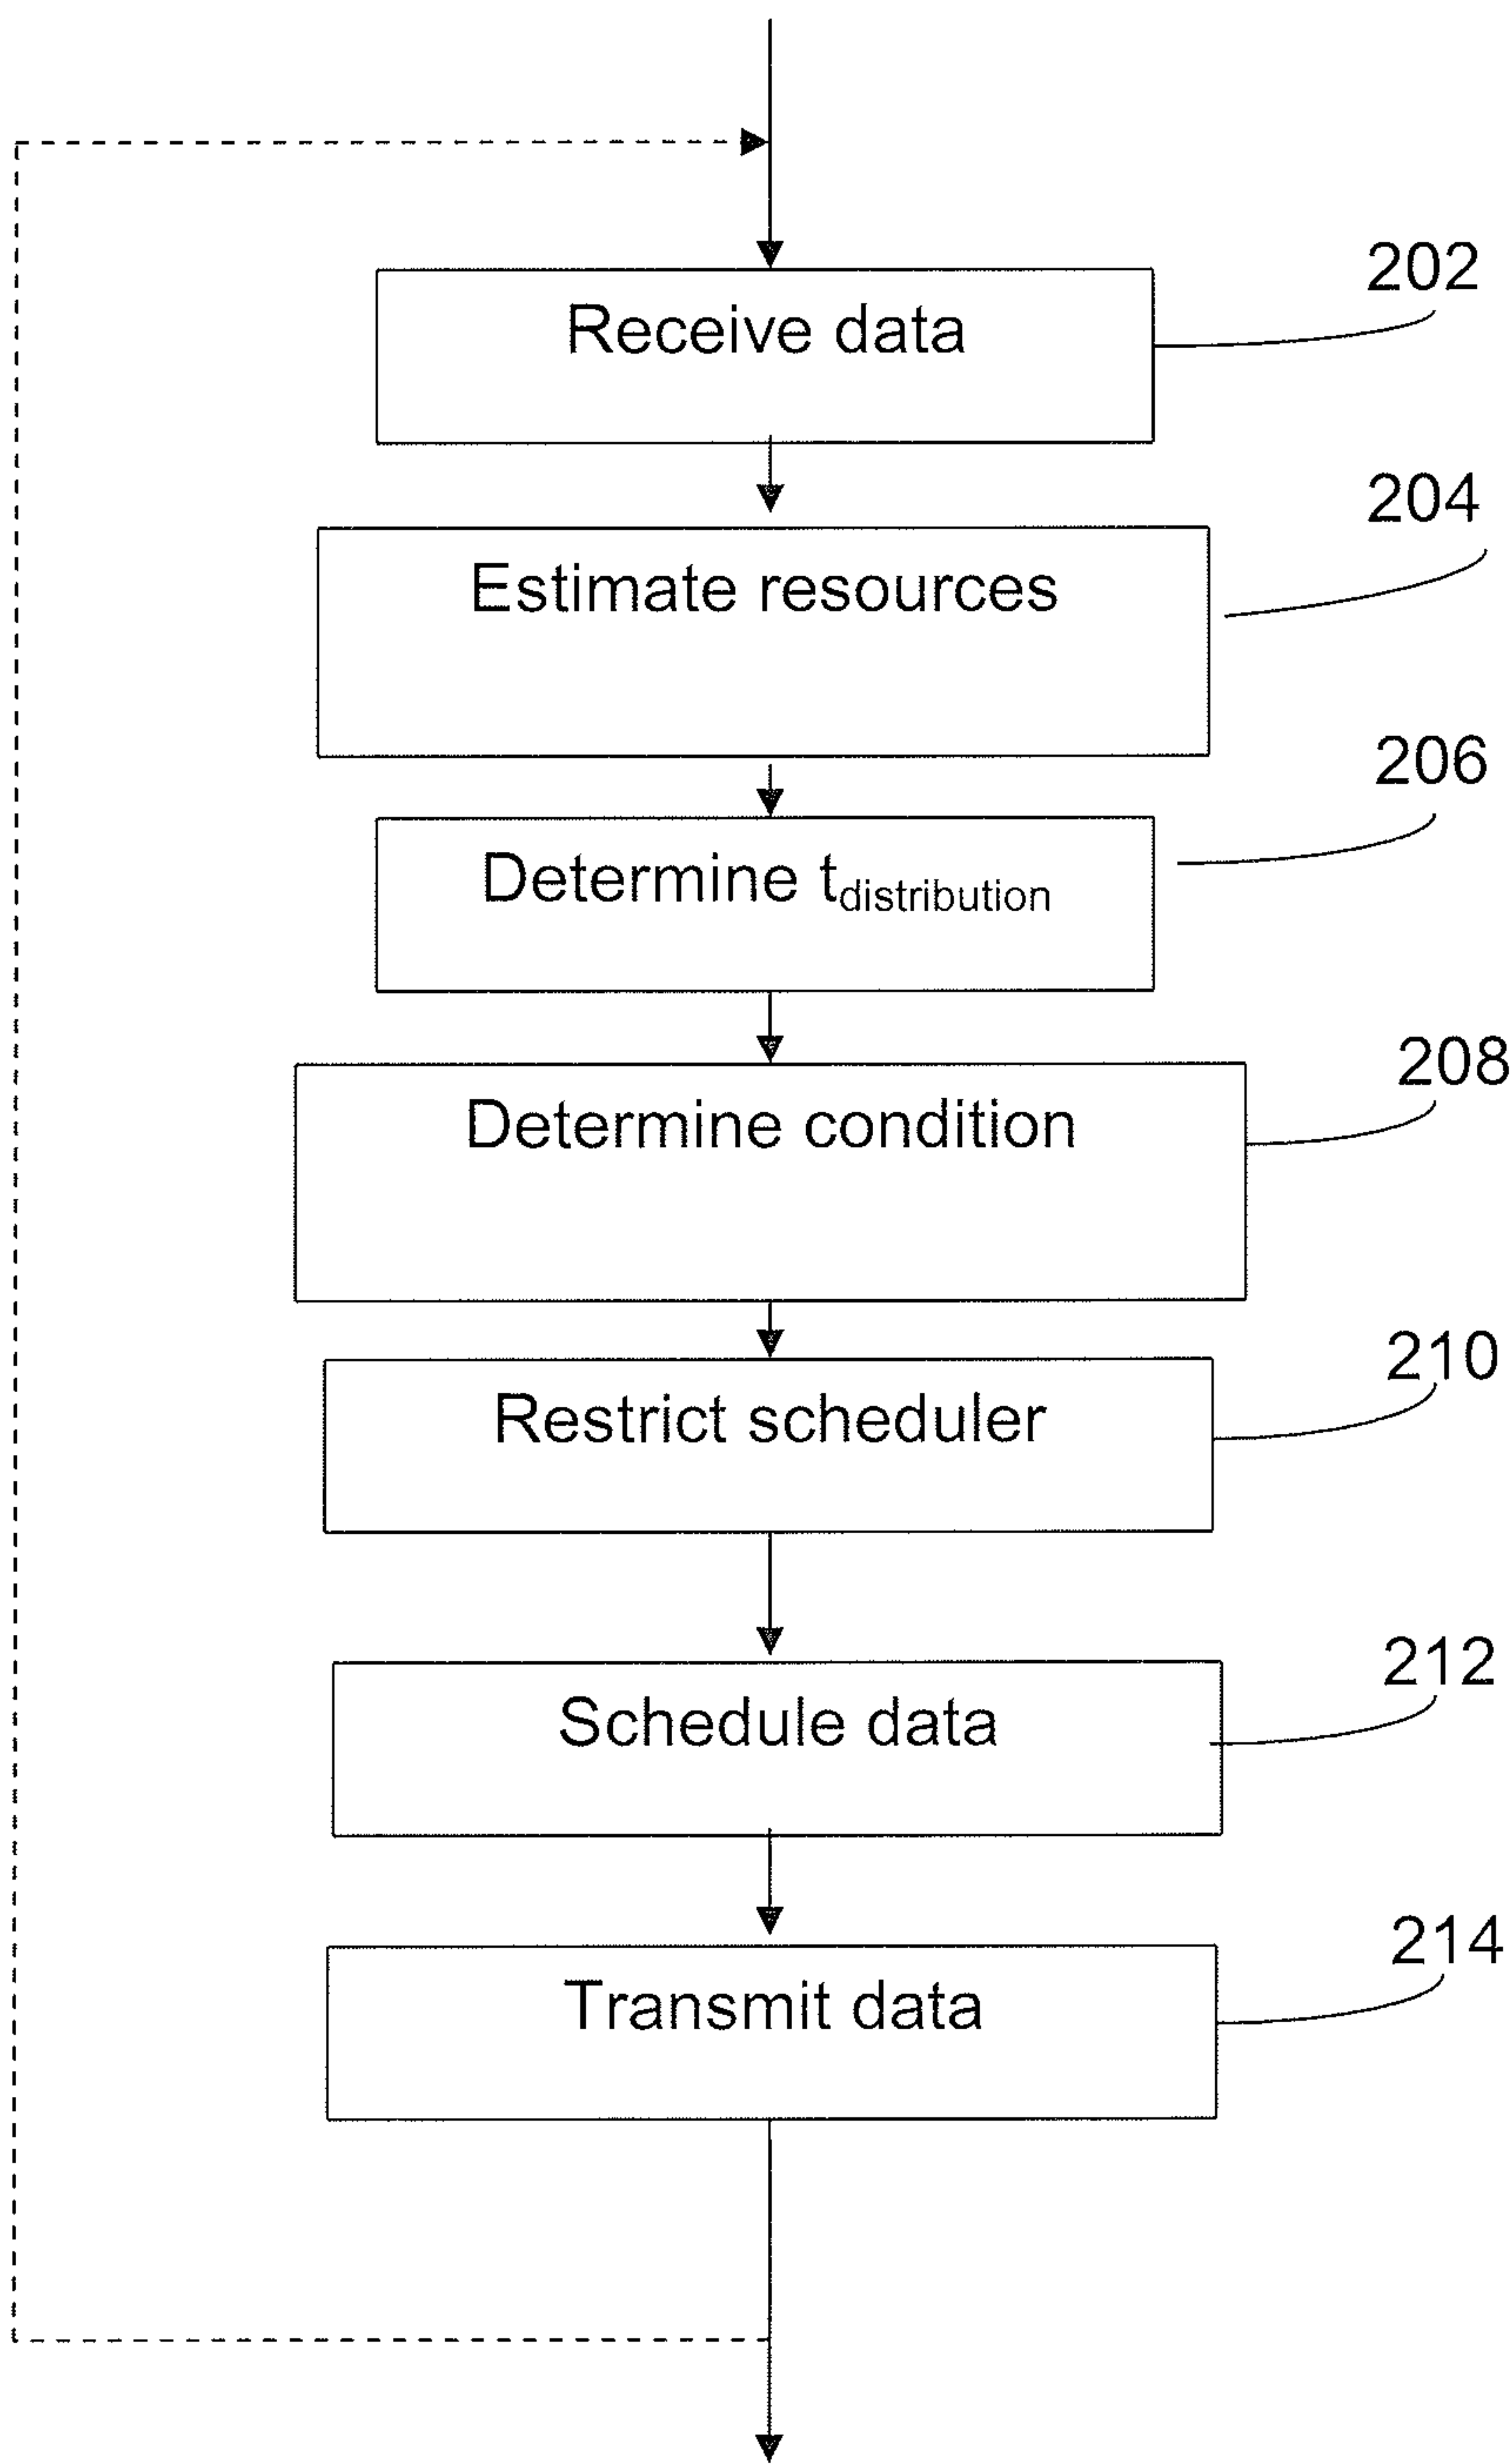 Receive data
202
Estimate resources
204
Determine tdistribution
206
Determine condition
208
Restrict scheduler
210
Schedule data
212
Transmit data
214